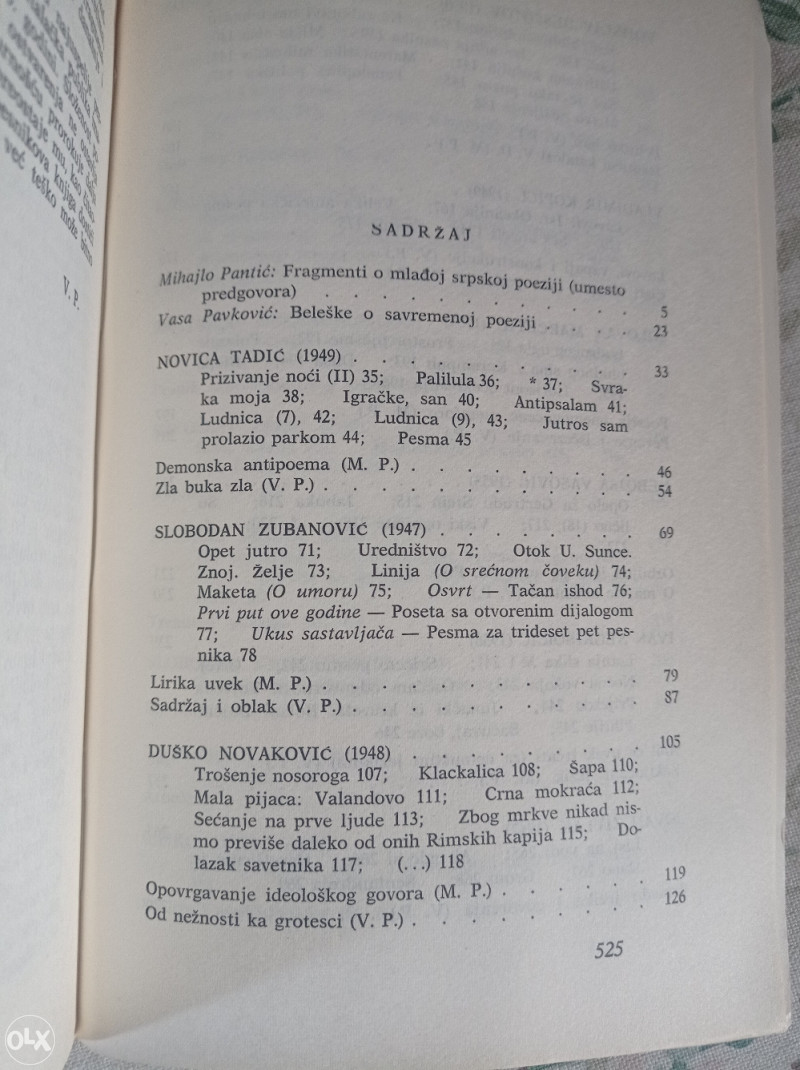 već teško može bitno
V. P.
SADRŽAJ
Mihajlo Pantić: Fragmenti o mlađoj srpskoj poeziji (umesto
predgovora) . . . . . . . . . . 5
Vasa Pavković: Beleške o savremenoj poeziji . . . . 23
NOVICA TADIĆ (1949) . . . . . . . . . 33
Prizivanje noći (II) 35; Palilula 36; * 37; Svra-
ka moja 38; Igračke, san 40; Antipsalam 41;
Ludnica (7), 42; Ludnica (9), 43; Jutros sam
prolazio parkom 44; Pesma 45
Demonska antipoema (M. P.) . . . . . . . . 46
Zla buka zla (V. P.) . . . . . . . . . . . 54
SLOBODAN ZUBANOVIĆ (1947) . . . . . . . 69
Opet jutro 71; Uredništvo 72; Otok U. Sunce.
Znoj. Želje 73; Linija (O srećnom čoveku) 74;
Maketa (O umoru) 75; Osvrt — Tačan ishod 76;
Prvi put ove godine — Poseta sa otvorenim dijalogom
77; Ukus sastavljača — Pesma za trideset pet pes-
nika 78
Lirika uvek (M. P.) . . . . . . . . . . . 79
Sadržaj i oblak (V. P.) . . . . . . . . . . 87
DUŠKO NOVAKOVIĆ (1948) . . . . . . . . 105
Trošenje nosoroga 107; Klackalica 108; Šapa 110;
Mala pijaca: Valandovo 111; Crna mokraća 112;
Sećanje na prve ljude 113; Zbog mrkve nikad nis-
mo previše daleko od onih Rimskih kapija 115; Do-
lazak savetnika 117; (...) 118
Opovrgavanje ideološkog govora (M. P.) . . . . . 119
Od nežnosti ka grotesci (V. P.) . . . . . . . . 126
525
OLX